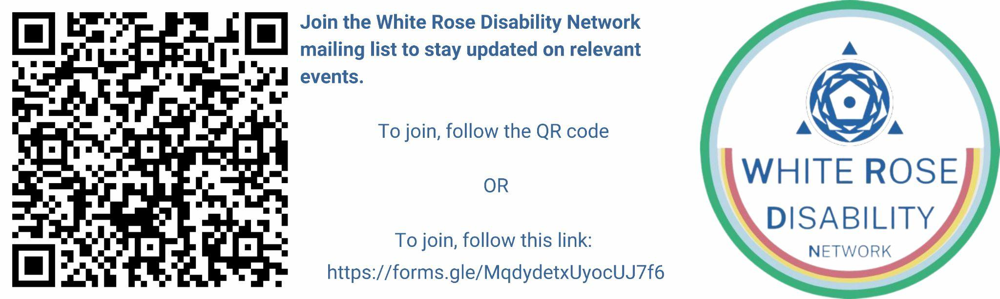 Join the White Rose Disability Network
mailing list to stay updated on relevant
events.
To join, follow the QR code
OR
To join, follow this link:
https://forms.gle/MqdydetxUyocUJ7f6
WHITE ROSE
DISABILITY
NETWORK